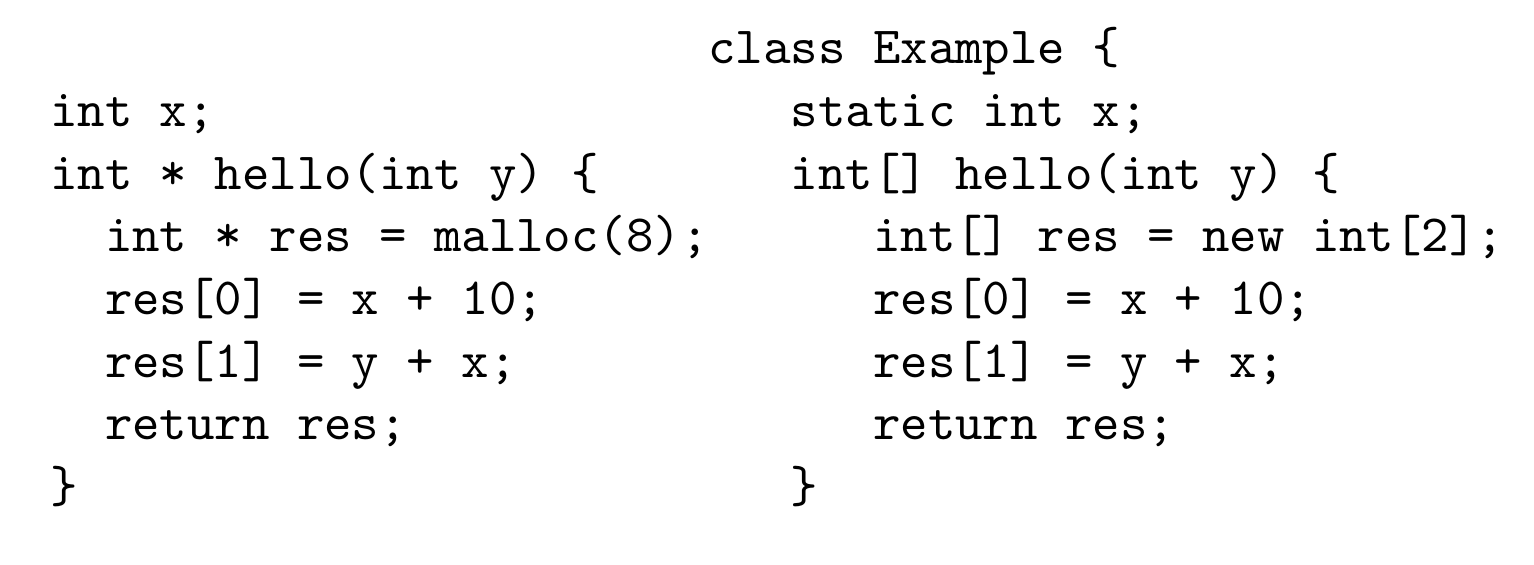 int x;
int * hello(int y) {
  int * res = malloc(8);
  res[0] = x + 10;
  res[1] = y + x;
  return res;
}
class Example {
   static int x;
   int[] hello(int y) {
      int[] res = new int[2];
      res[0] = x + 10;
      res[1] = y + x;
      return res;
   }